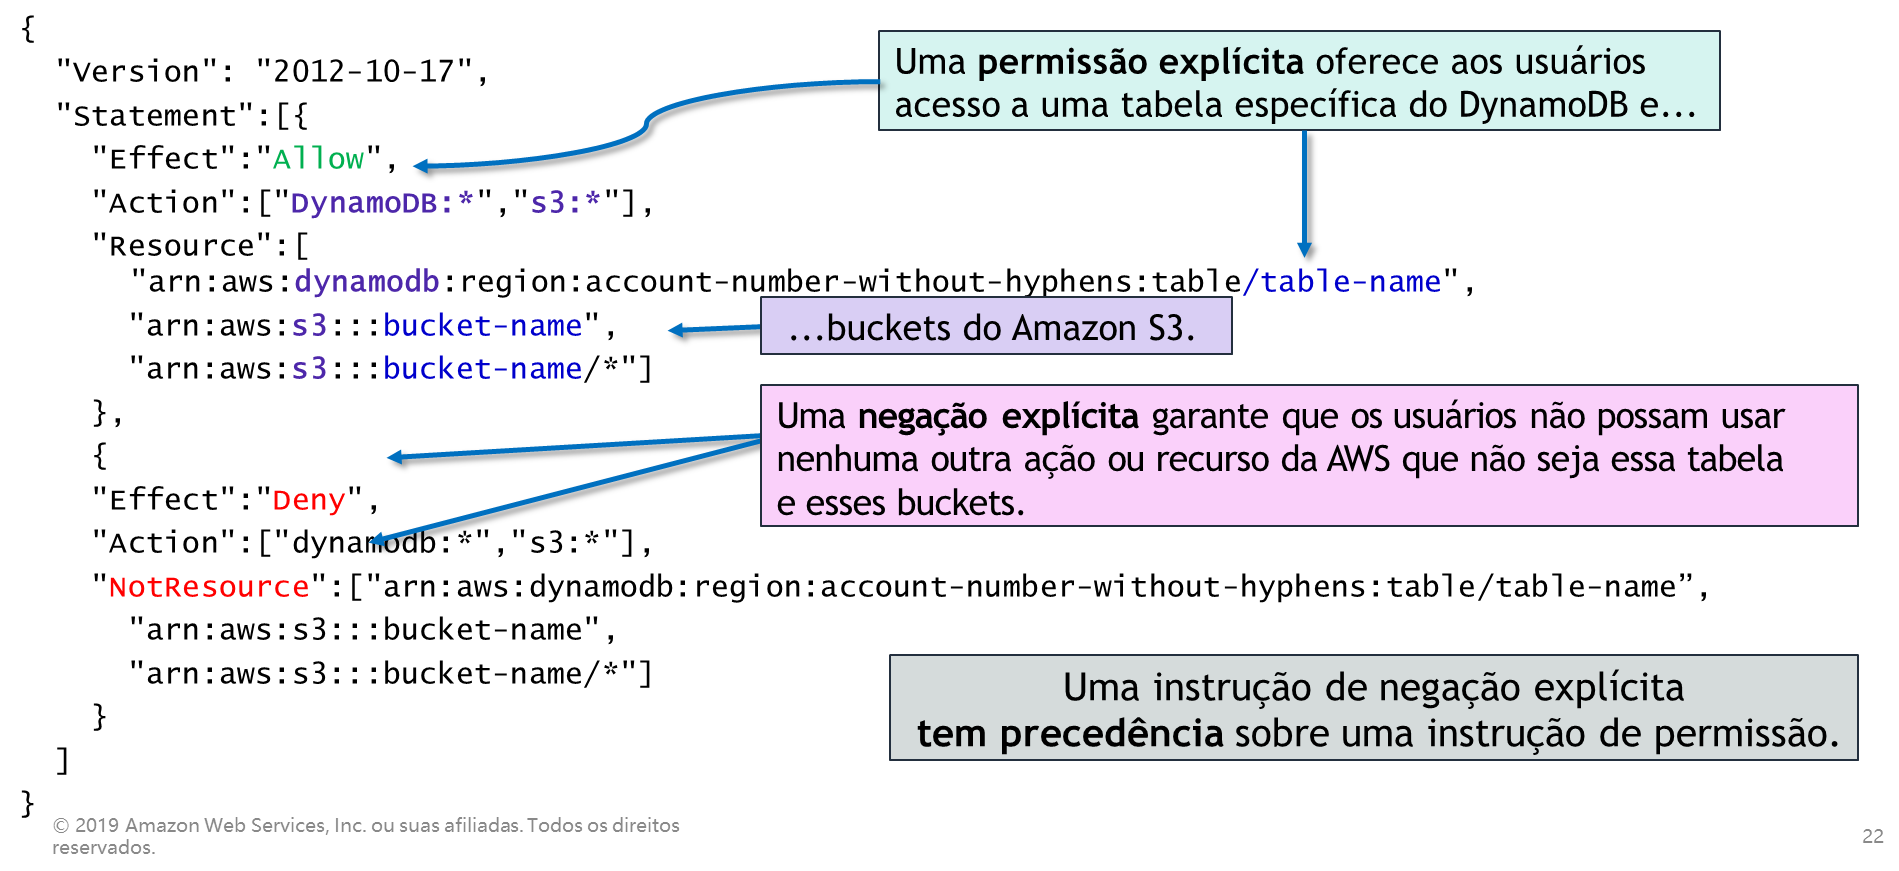 {
"Version": "2012-10-17",
"Statement":[{
"Effect":"Allow",
"Action":["DynamoDB:*","s3:*"],
"Resource":[
"arn:aws:dynamodb:region:account-number-without-hyphens:table/table-name",
"arn:aws:s3:::bucket-name",
"arn:aws:s3:::bucket-name/*"]
},
{
"Effect":"Deny",
"Action":["dynamodb:*","s3:*"],
"NotResource":["arn:aws:dynamodb:region:account-number-without-hyphens:table/table-name”,
"arn:aws:s3:::bucket-name",
"arn:aws:s3:::bucket-name/*"]
}
]
}
Uma permissão explícita oferece aos usuários
acesso a uma tabela específica do DynamoDB e...
...buckets do Amazon S3.
Uma negação explícita garante que os usuários não possam usar
nenhuma outra ação ou recurso da AWS que não seja essa tabela
e esses buckets.
Uma instrução de negação explícita
tem precedência sobre uma instrução de permissão.
© 2019 Amazon Web Services, Inc. ou suas afiliadas. Todos os direitos
reservados.
22